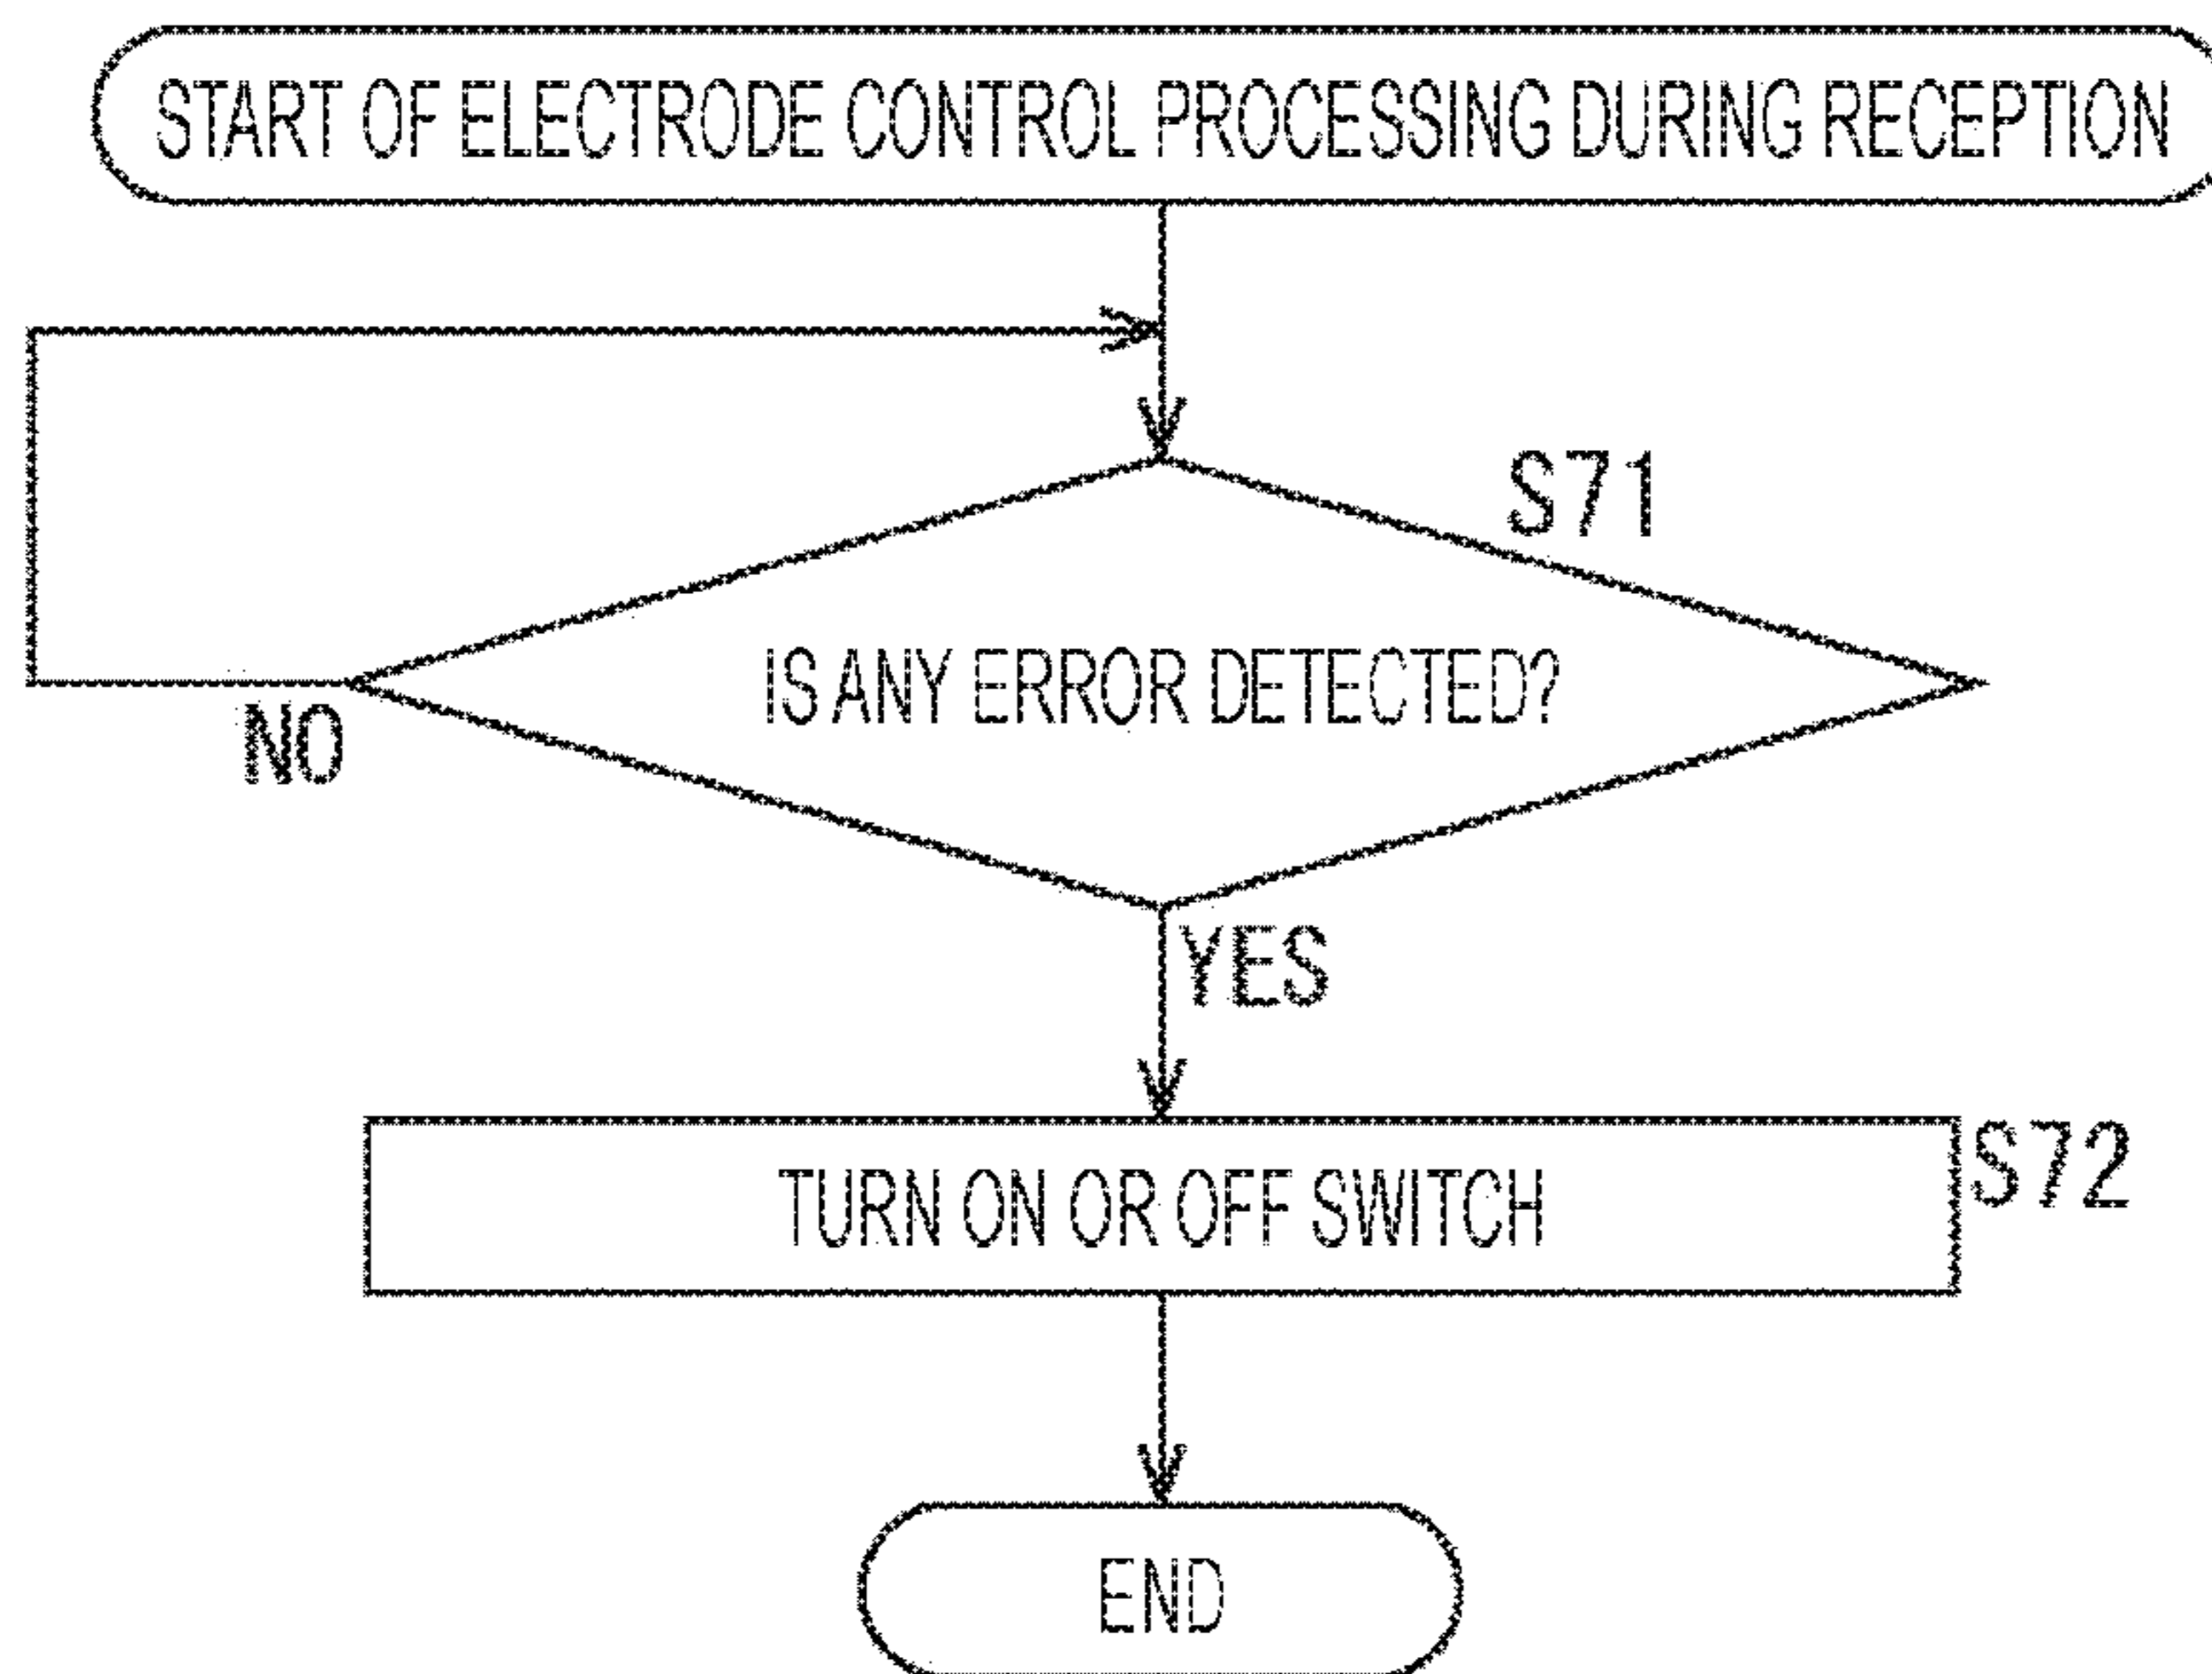 START OF ELECTRODE CONTROL PROCESSING DURING RECEPTION
S71
IS ANY ERROR DETECTED?
NO
YES
TURN ON OR OFF SWITCH
S72
END